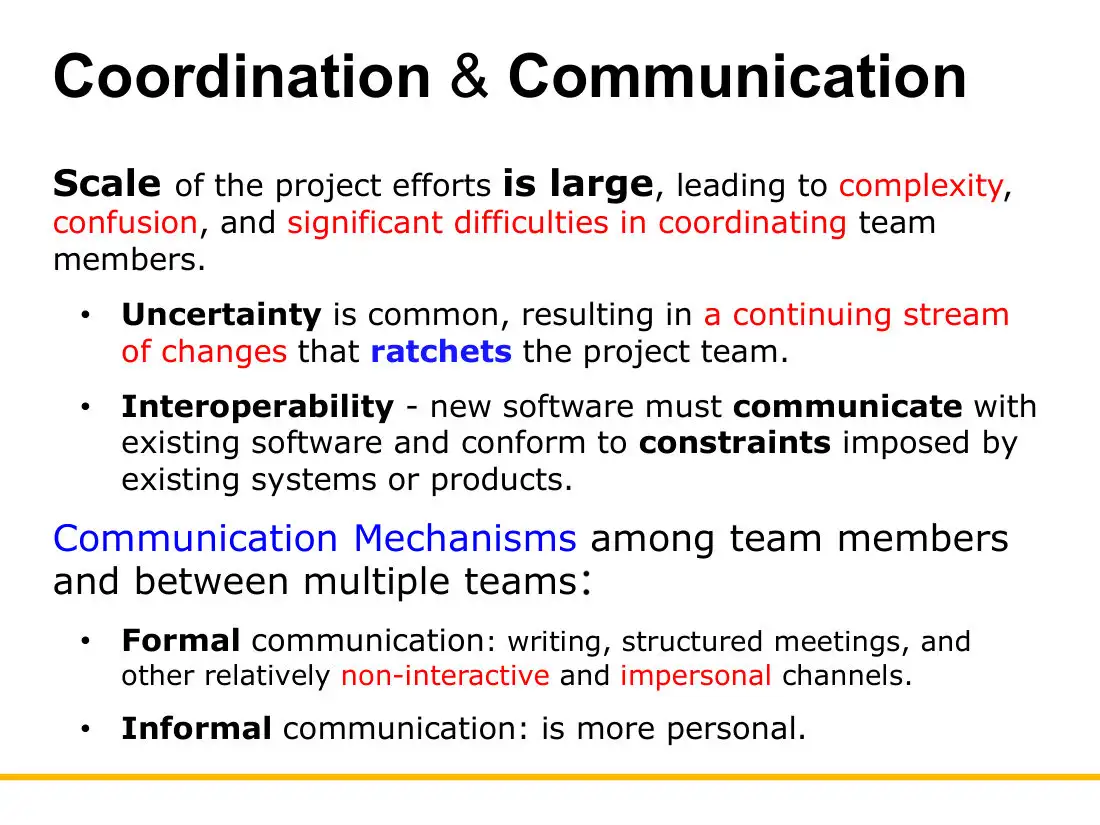 Coordination & Communication
Scale of the project efforts is large, leading to complexity,
confusion, and significant difficulties in coordinating team
members.
• Uncertainty is common, resulting in a continuing stream
of changes that ratchets the project team.
• Interoperability - new software must communicate with
existing software and conform to constraints imposed by
existing systems or products.
Communication Mechanisms among team members
and between multiple teams:
• Formal communication: writing, structured meetings, and
other relatively non-interactive and impersonal channels.
• Informal communication: is more personal.